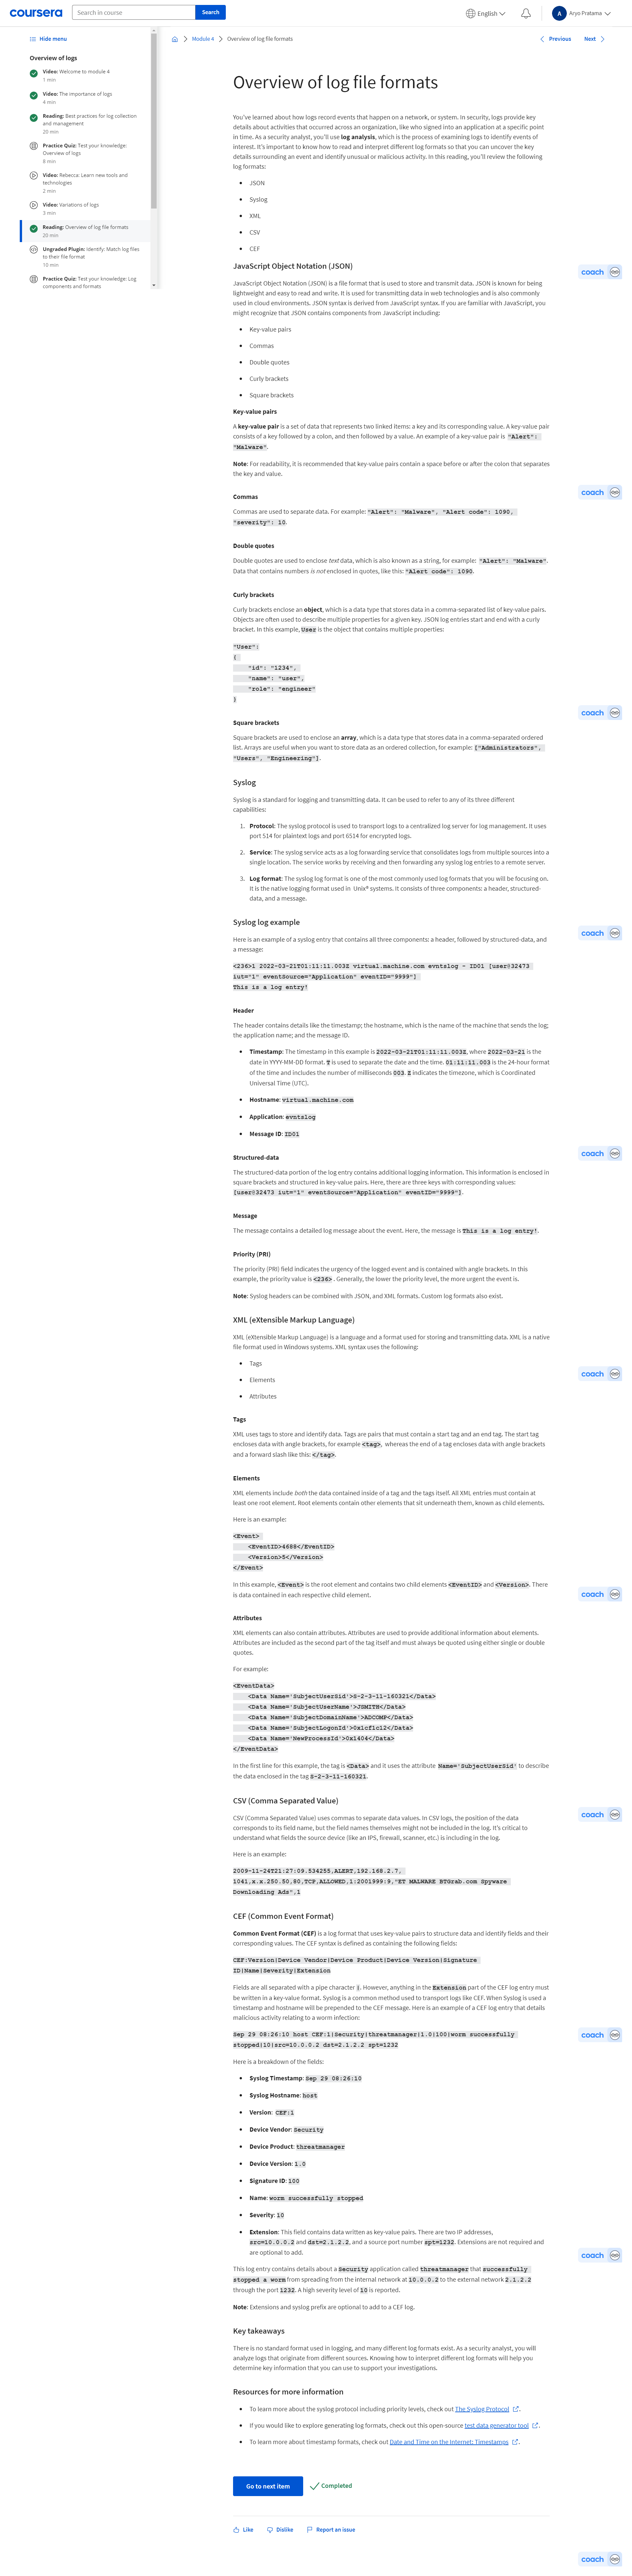 coursera
Search in course
Search
English
A
Aryo Pratama
Hide menu
Module 4
Overview of log file formats
Previous
Next
Overview of logs
Video: Welcome to module 4
1 min
Video: The importance of logs
4 min
Reading: Best practices for log collection
and management
20 min
Practice Quiz: Test your knowledge:
Overview of logs
8 min
Video: Rebecca: Learn new tools and
technologies
2 min
Video: Variations of logs
3 min
Reading: Overview of log file formats
20 min
Ungraded Plugin: Identify: Match log files
to their file format
10 min
Practice Quiz: Test your knowledge: Log
components and formats
Overview of log file formats
You've learned about how logs record events that happen on a network, or system. In security, logs provide key
details about activities that occurred across an organization, like who signed into an application at a specific point
in time. As a security analyst, you'll use log analysis, which is the process of examining logs to identify events of
interest. It's important to know how to read and interpret different log formats so that you can uncover the key
details surrounding an event and identify unusual or malicious activity. In this reading, you'll review the following
log formats:
JSON
Syslog
XML
CSV
CEF
JavaScript Object Notation (JSON)
JavaScript Object Notation (JSON) is a file format that is used to store and transmit data. JSON is known for being
lightweight and easy to read and write. It is used for transmitting data in web technologies and is also commonly
used in cloud environments. JSON syntax is derived from JavaScript syntax. If you are familiar with JavaScript, you
might recognize that JSON contains components from JavaScript including:
Key-value pairs
Commas
Double quotes
Curly brackets
Square brackets
Key-value pairs
A key-value pair is a set of data that represents two linked items: a key and its corresponding value. A key-value pair
consists of a key followed by a colon, and then followed by a value. An example of a key-value pair is "Alert":
"Malware".
Note: For readability, it is recommended that key-value pairs contain a space before or after the colon that separates
the key and value.
Commas
Commas are used to separate data. For example: "Alert": "Malware", "Alert code": 1090,
"severity": 10.
Double quotes
Double quotes are used to enclose text data, which is also known as a string, for example: "Alert": "Malware".
Data that contains numbers is not enclosed in quotes, like this: "Alert code": 1090.
Curly brackets
Curly brackets enclose an object, which is a data type that stores data in a comma-separated list of key-value pairs.
Objects are often used to describe multiple properties for a given key. JSON log entries start and end with a curly
bracket. In this example, User is the object that contains multiple properties:
"User":
{
"id": "1234",
"name": "user",
"role": "engineer"
}
Square brackets
Square brackets are used to enclose an array, which is a data type that stores data in a comma-separated ordered
list. Arrays are useful when you want to store data as an ordered collection, for example: ["Administrators",
"Users", "Engineering"].
Syslog
Syslog is a standard for logging and transmitting data. It can be used to refer to any of its three different
capabilities:
1. Protocol: The syslog protocol is used to transport logs to a centralized log server for log management. It uses
port 514 for plaintext logs and port 6514 for encrypted logs.
2. Service: The syslog service acts as a log forwarding service that consolidates logs from multiple sources into a
single location. The service works by receiving and then forwarding any syslog log entries to a remote server.
3. Log format: The syslog log format is one of the most commonly used log formats that you will be focusing on.
It is the native logging format used in Unix® systems. It consists of three components: a header, structured-
data, and a message.
Syslog log example
Here is an example of a syslog entry that contains all three components: a header, followed by structured-data, and
a message:
<236>1 2022-03-21T01:11:11.003Z virtual.machine.com evntslog - ID01 [user@32473
iut="1" eventSource="Application" eventID="9999"]
This is a log entry!
Header
The header contains details like the timestamp; the hostname, which is the name of the machine that sends the log;
the application name; and the message ID.
Timestamp: The timestamp in this example is 2022-03-21T01:11:11.003Z, where 2022-03-21 is the
date in YYYY-MM-DD format. T is used to separate the date and the time. 01:11:11.003 is the 24-hour format
of the time and includes the number of milliseconds 003. Z indicates the timezone, which is Coordinated
Universal Time (UTC).
Hostname: virtual.machine.com
Application: evntslog
Message ID: ID01
Structured-data
The structured-data portion of the log entry contains additional logging information. This information is enclosed in
square brackets and structured in key-value pairs. Here, there are three keys with corresponding values:
[user@32473 iut="1" eventSource="Application" eventID="9999"].
Message
The message contains a detailed log message about the event. Here, the message is This is a log entry!.
Priority (PRI)
The priority (PRI) field indicates the urgency of the logged event and is contained with angle brackets. In this
example, the priority value is <236> . Generally, the lower the priority level, the more urgent the event is.
Note: Syslog headers can be combined with JSON, and XML formats. Custom log formats also exist.
XML (eXtensible Markup Language)
XML (eXtensible Markup Language) is a language and a format used for storing and transmitting data. XML is a native
file format used in Windows systems. XML syntax uses the following:
Tags
Elements
Attributes
Tags
XML uses tags to store and identify data. Tags are pairs that must contain a start tag and an end tag. The start tag
encloses data with angle brackets, for example <tag>, whereas the end of a tag encloses data with angle brackets
and a forward slash like this: </tag>.
Elements
XML elements include both the data contained inside of a tag and the tags itself. All XML entries must contain at
least one root element. Root elements contain other elements that sit underneath them, known as child elements.
Here is an example:
<Event>
<EventID>4688</EventID>
<Version>5</Version>
</Event>
In this example, <Event> is the root element and contains two child elements <EventID> and <Version>. There
is data contained in each respective child element.
Attributes
XML elements can also contain attributes. Attributes are used to provide additional information about elements.
Attributes are included as the second part of the tag itself and must always be quoted using either single or double
quotes.
For example:
<EventData>
<Data Name='SubjectUserSid'>S-2-3-11-160321</Data>
<Data Name='SubjectUserName'>JSMITH</Data>
<Data Name='SubjectDomainName'>ADCOMP</Data>
<Data Name='SubjectLogonId'>0x1cf1c12</Data>
<Data Name='NewProcessId'>0x1404</Data>
</EventData>
In the first line for this example, the tag is <Data> and it uses the attribute Name='SubjectUserSid' to describe
the data enclosed in the tag S-2-3-11-160321.
CSV (Comma Separated Value)
CSV (Comma Separated Value) uses commas to separate data values. In CSV logs, the position of the data
corresponds to its field name, but the field names themselves might not be included in the log. It's critical to
understand what fields the source device (like an IPS, firewall, scanner, etc.) is including in the log.
Here is an example:
2009-11-24T21:27:09.534255,ALERT,192.168.2.7,
1041,x.x.250.50,80,TCP,ALLOWED,1:2001999:9,"ET MALWARE BTGrab.com Spyware
Downloading Ads",1
CEF (Common Event Format)
Common Event Format (CEF) is a log format that uses key-value pairs to structure data and identify fields and their
corresponding values. The CEF syntax is defined as containing the following fields:
CEF:Version|Device Vendor|Device Product|Device Version|Signature
ID|Name|Severity|Extension
Fields are all separated with a pipe character |. However, anything in the Extension part of the CEF log entry must
be written in a key-value format. Syslog is a common method used to transport logs like CEF. When Syslog is used a
timestamp and hostname will be prepended to the CEF message. Here is an example of a CEF log entry that details
malicious activity relating to a worm infection:
Sep 29 08:26:10 host CEF:1|Security|threatmanager|1.0|100|worm successfully
stopped|10|src=10.0.0.2 dst=2.1.2.2 spt=1232
Here is a breakdown of the fields:
Syslog Timestamp: Sep 29 08:26:10
Syslog Hostname: host
Version: CEF:1
Device Vendor: Security
Device Product: threatmanager
Device Version: 1.0
Signature ID: 100
Name: worm successfully stopped
Severity: 10
Extension: This field contains data written as key-value pairs. There are two IP addresses,
src=10.0.0.2 and dst=2.1.2.2, and a source port number spt=1232. Extensions are not required and
are optional to add.
This log entry contains details about a Security application called threatmanager that successfully
stopped a worm from spreading from the internal network at 10.0.0.2 to the external network 2.1.2.2
through the port 1232. A high severity level of 10 is reported.
Note: Extensions and syslog prefix are optional to add to a CEF log.
Key takeaways
There is no standard format used in logging, and many different log formats exist. As a security analyst, you will
analyze logs that originate from different sources. Knowing how to interpret different log formats will help you
determine key information that you can use to support your investigations.
Resources for more information
To learn more about the syslog protocol including priority levels, check out The Syslog Protocol.
If you would like to explore generating log formats, check out this open-source test data generator tool.
To learn more about timestamp formats, check out Date and Time on the Internet: Timestamps.
Go to next item
Completed
Like
Dislike
Report an issue
coach
coach
coach
coach
coach
coach
coach
coach
coach
coach
coach